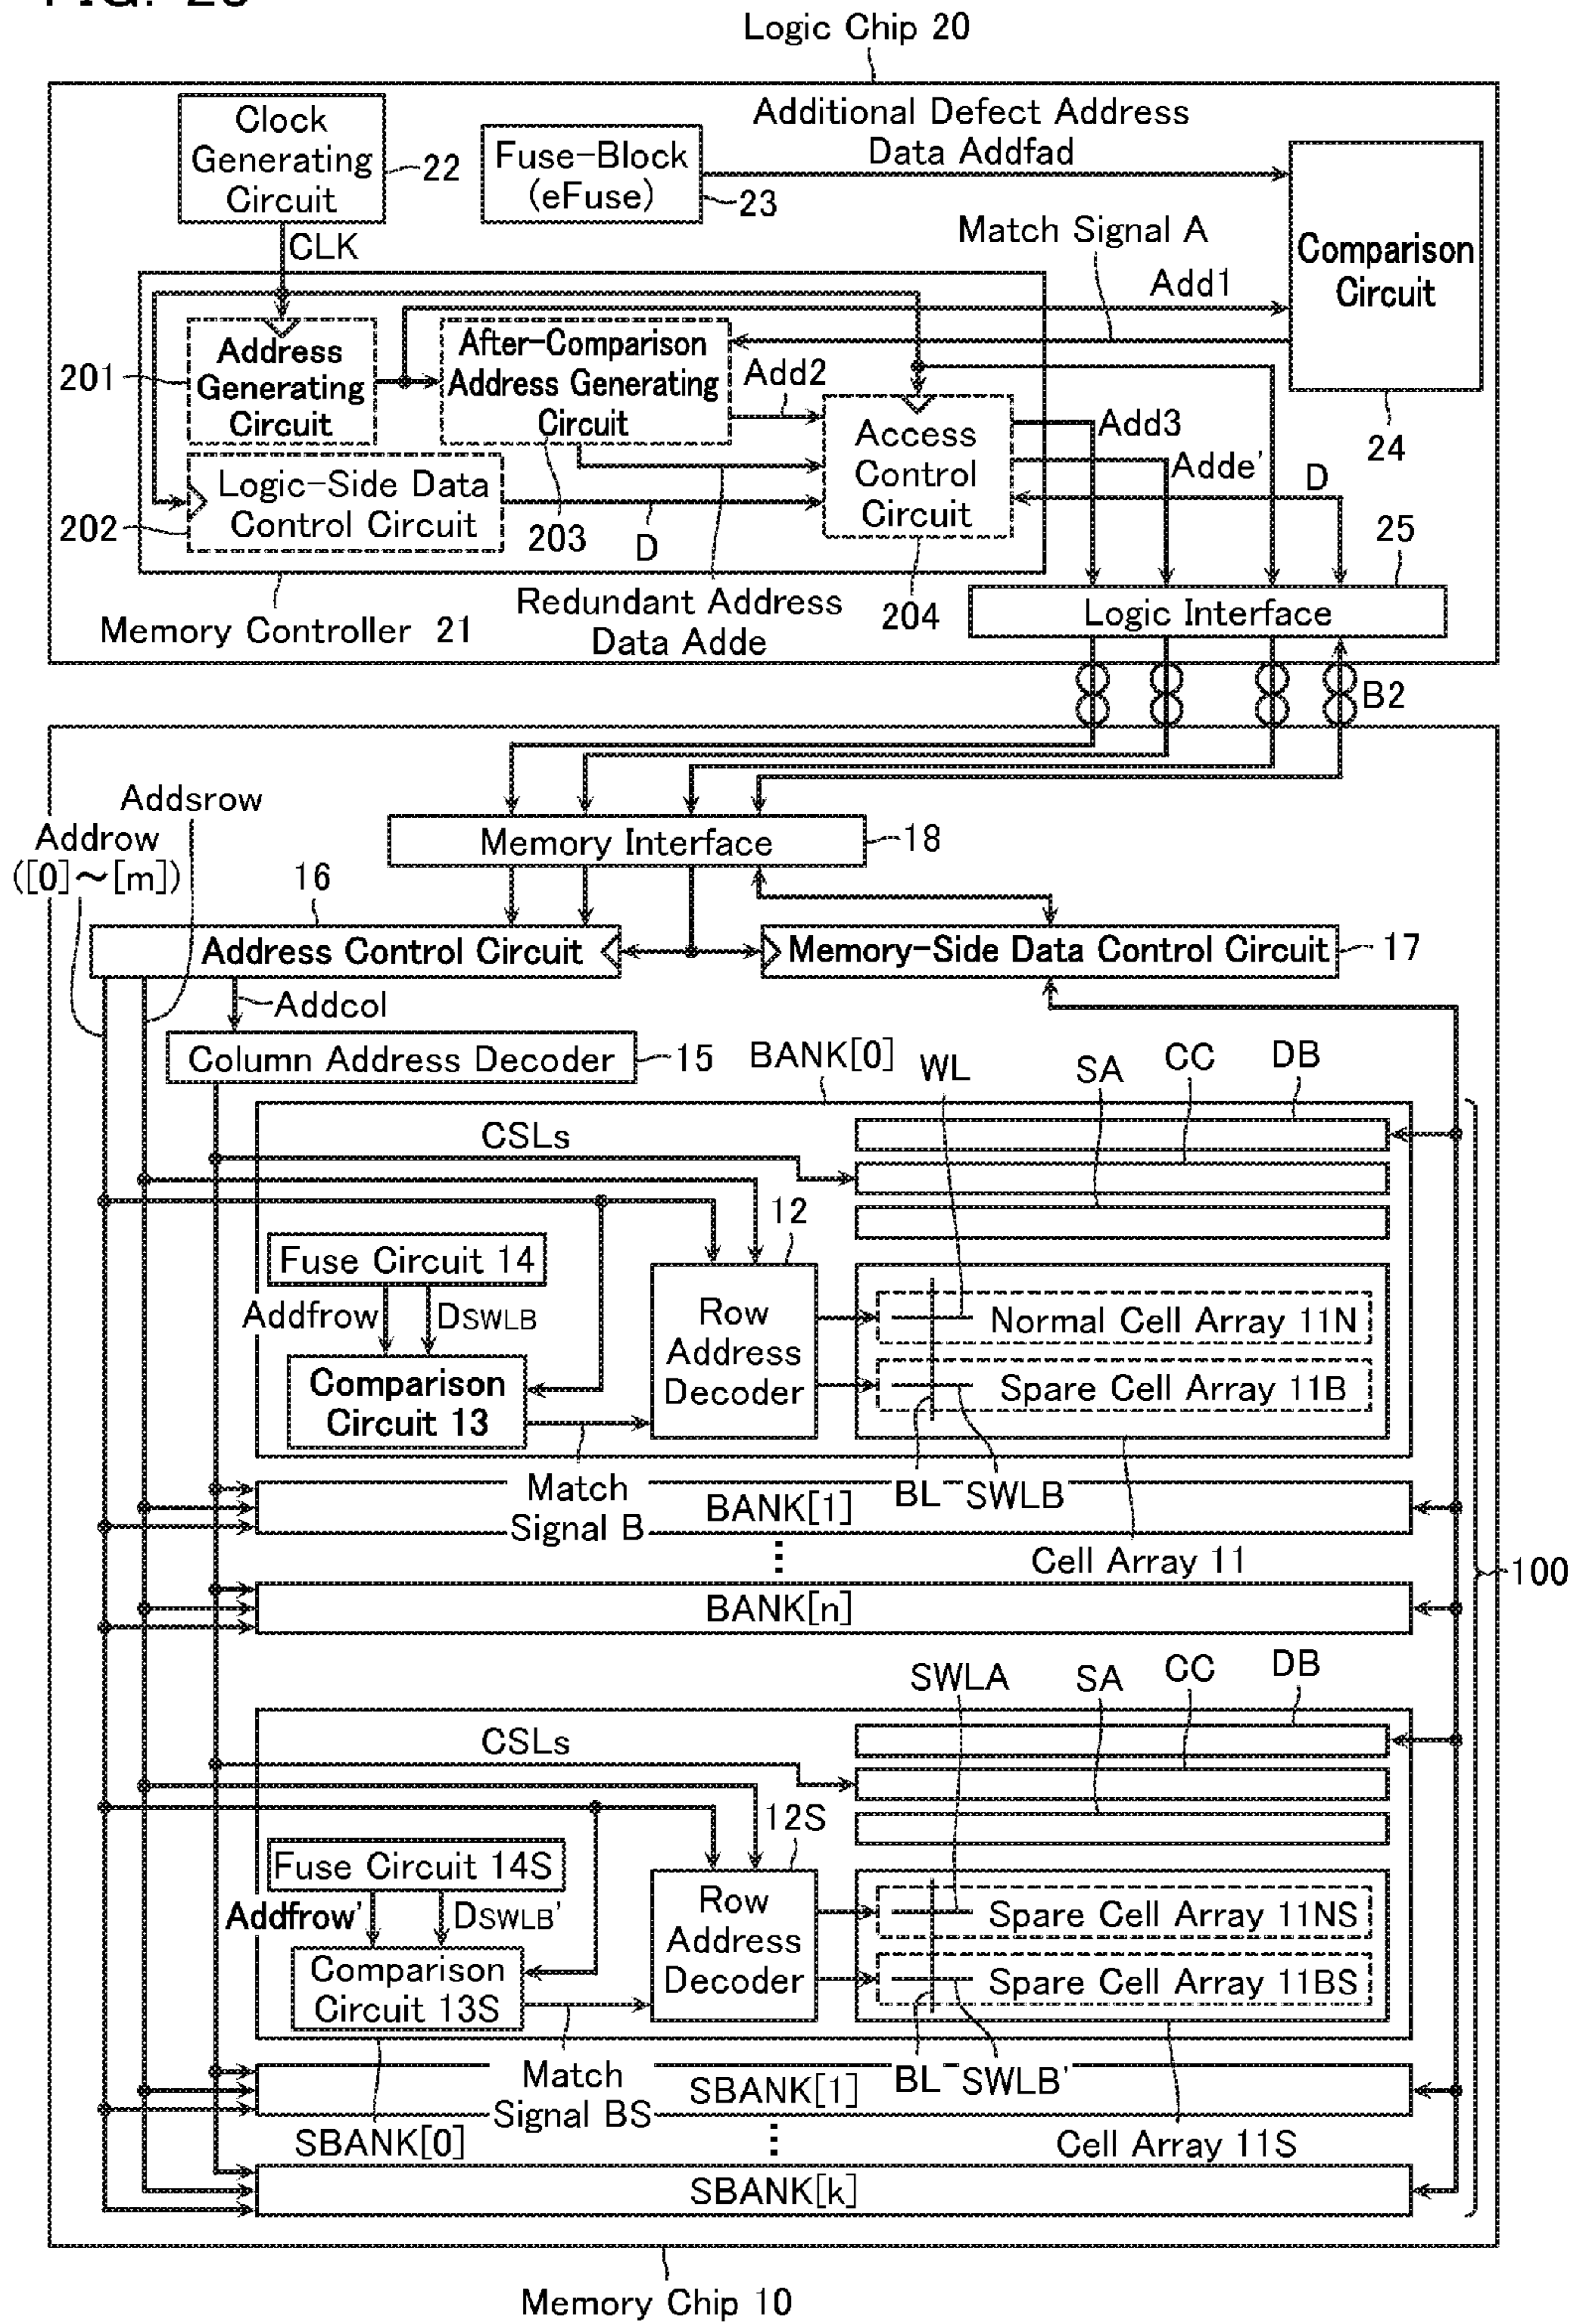 Logic Chip 20
Clock
Generating
Circuit
22
Fuse-Block
(eFuse)
23
Additional Defect Address
Data Addfad
Match Signal A
Comparison
Circuit
24
CLK
Add1
201
Address
Generating
Circuit
After-Comparison
Address Generating
Circuit
Add2
Access
Control
Circuit
Add3
Adde'
D
25
202
Logic-Side Data
Control Circuit
203
D
204
Redundant Address
Data Adde
Memory Controller 21
Logic Interface
B2
Addsrow
Addrow
([0]~[m])
Memory Interface
18
16
Address Control Circuit
Memory-Side Data Control Circuit
17
Addcol
Column Address Decoder
15
BANK[0]
WL
SA
CC
DB
CSLs
12
Fuse Circuit 14
Addfrow
DSWLB
Comparison
Circuit 13
Row
Address
Decoder
Normal Cell Array 11N
Spare Cell Array 11B
Match
Signal B
BL
SWLB
BANK[1]
Cell Array 11
100
BANK[n]
SWLA
SA
CC
DB
CSLs
12S
Fuse Circuit 14S
Addfrow'
DSWLB'
Comparison
Circuit 13S
Row
Address
Decoder
Spare Cell Array 11NS
Spare Cell Array 11BS
Match
Signal BS
BL
SWLB'
SBANK[1]
SBANK[0]
Cell Array 11S
SBANK[k]
Memory Chip 10